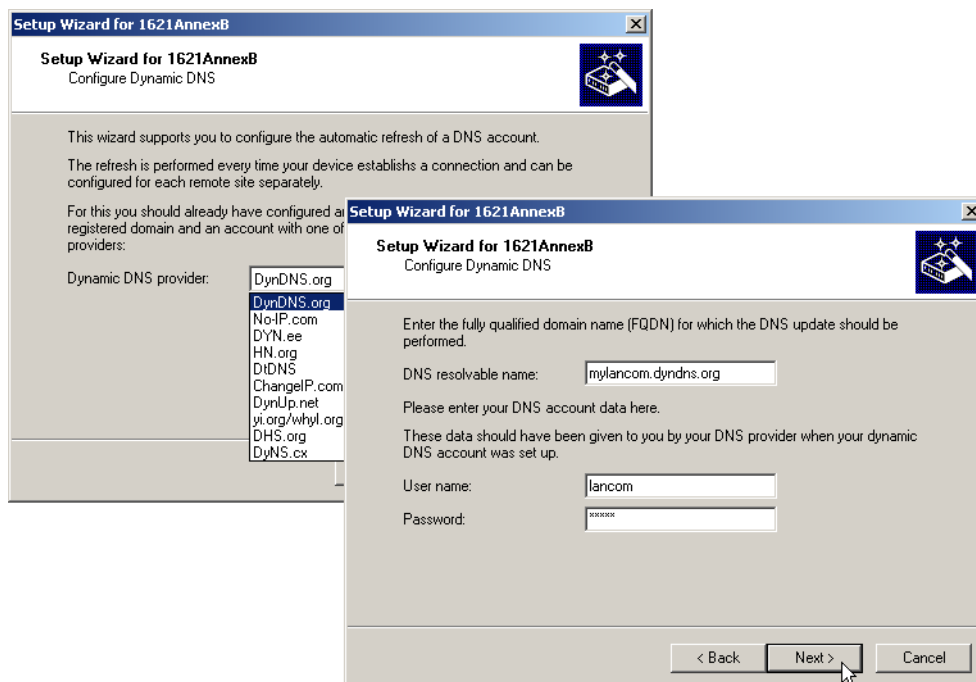 Setup Wizard for 1621AnnexB
Setup Wizard for 1621AnnexB
Configure Dynamic DNS
This wizard supports you to configure the automatic refresh of a DNS account.
The refresh is performed every time your device establishs a connection and can be
configured for each remote site separately.
For this you should already have configured
registered domain and an account with one of
providers:
Dynamic DNS provider:
DynDNS.org
DynDNS.org
No-IP.com
DYN.ee
HN.org
DtDNS
ChangeIP.com
DynUp.net
yi.org/whyI.org
DHS.org
DyNS.cx
Setup Wizard for 1621AnnexB
Setup Wizard for 1621AnnexB
Configure Dynamic DNS
Enter the fully qualified domain name (FQDN) for which the DNS update should be
performed.
DNS resolvable name: mylancom.dyndns.org
Please enter your DNS account data here.
These data should have been given to you by your DNS provider when your dynamic
DNS account was set up.
User name: lancom
Password: *****
< Back Next > Cancel